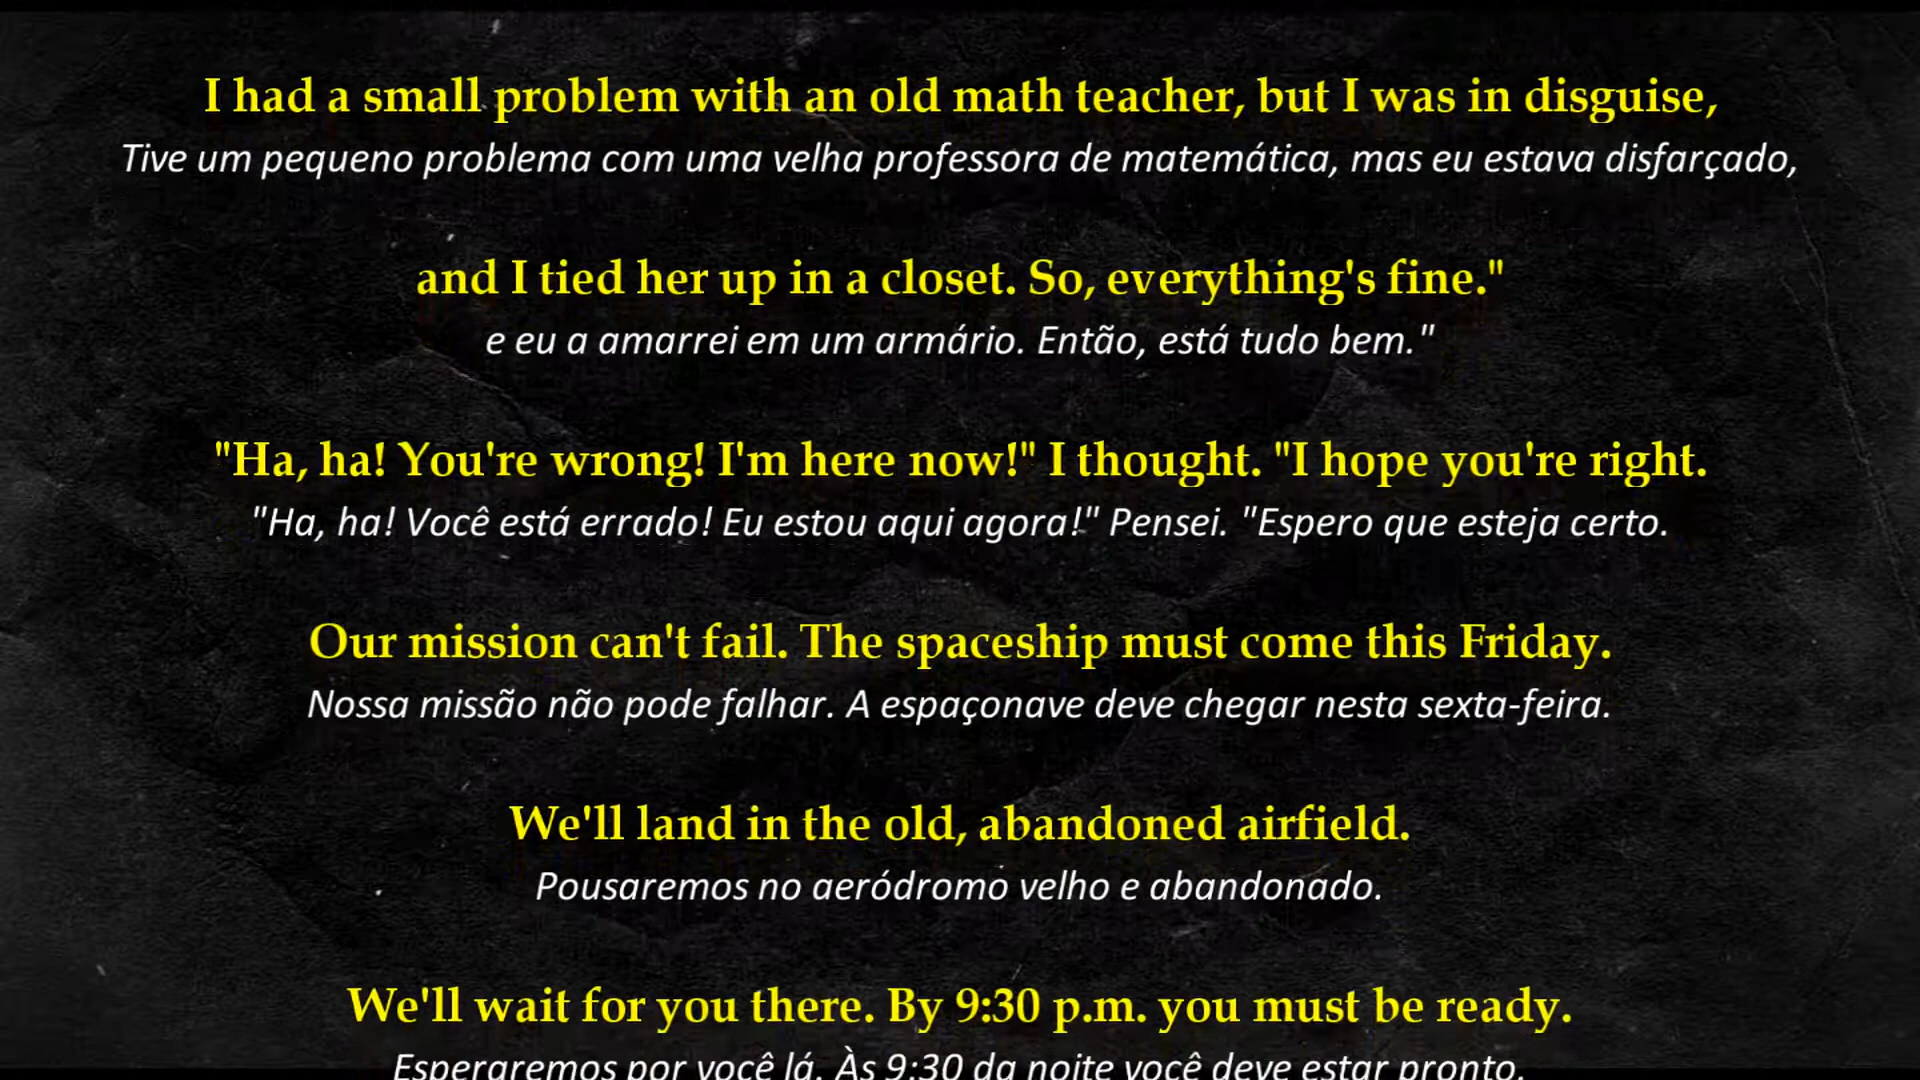 I had a small problem with an old math teacher, but I was in disguise,
Tive um pequeno problema com uma velha professora de matemática, mas eu estava disfarçado,
and I tied her up in a closet. So, everything's fine."
e eu a amarrei em um armário. Então, está tudo bem."
"Ha, ha! You're wrong! I'm here now!" I thought. "I hope you're right.
"Ha, ha! Você está errado! Eu estou aqui agora!" Pensei. "Espero que esteja certo.
Our mission can't fail. The spaceship must come this Friday.
Nossa missão não pode falhar. A espaçonave deve chegar nesta sexta-feira.
We'll land in the old, abandoned airfield.
Pousaremos no aeródromo velho e abandonado.
We'll wait for you there. By 9:30 p.m. you must be ready.
Esperaremos por você lá. Às 9:30 da noite você deve estar pronto.